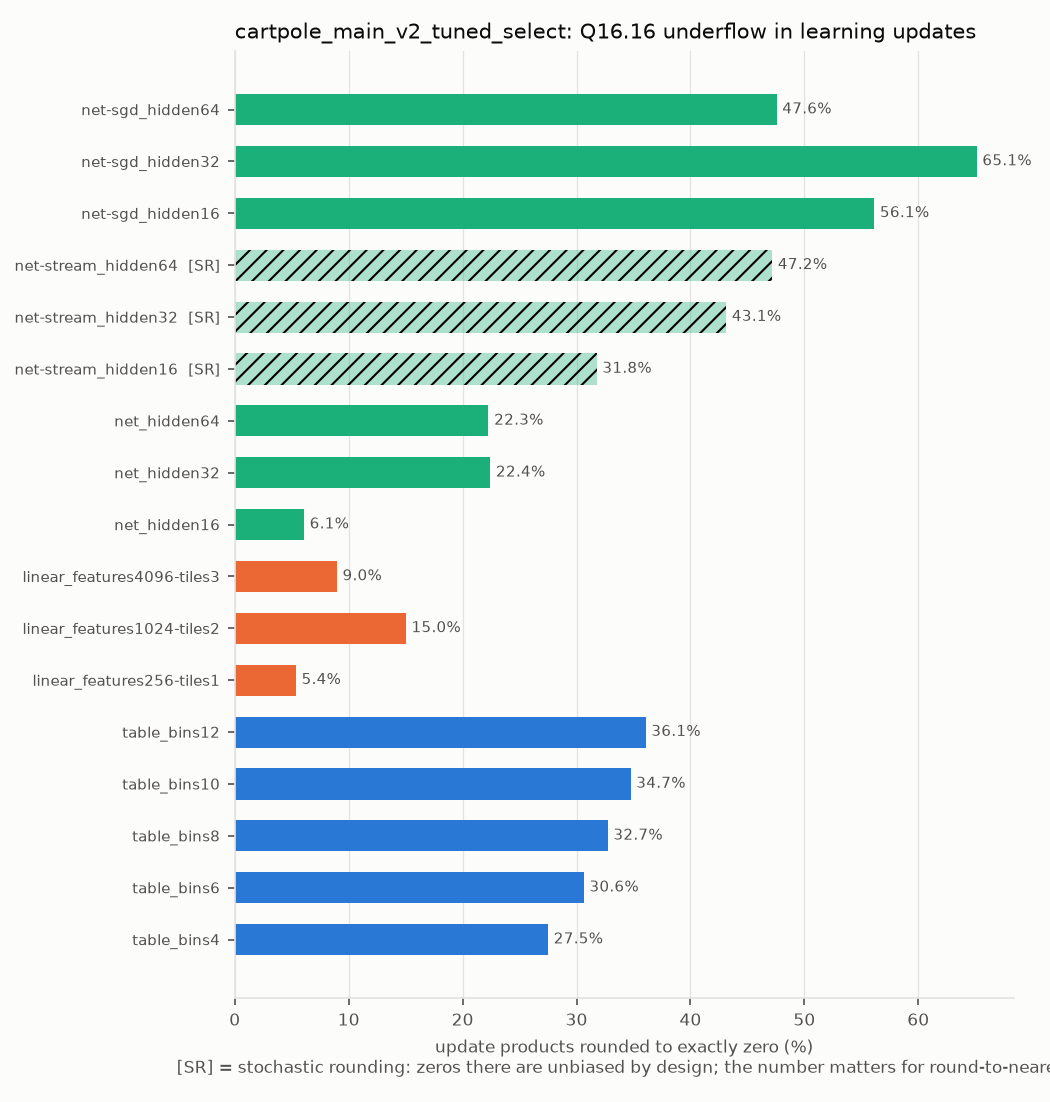 cartpole_main_v2_tuned_select: Q16.16 underflow in learning updates
net-sgd_hidden64 47.6%
net-sgd_hidden32 65.1%
net-sgd_hidden16 56.1%
net-stream_hidden64 [SR] 47.2%
net-stream_hidden32 [SR] 43.1%
net-stream_hidden16 [SR] 31.8%
net_hidden64 22.3%
net_hidden32 22.4%
net_hidden16 6.1%
linear_features4096-tiles3 9.0%
linear_features1024-tiles2 15.0%
linear_features256-tiles1 5.4%
table_bins12 36.1%
table_bins10 34.7%
table_bins8 32.7%
table_bins6 30.6%
table_bins4 27.5%
0 10 20 30 40 50 60
update products rounded to exactly zero (%)
[SR] = stochastic rounding: zeros there are unbiased by design; the number matters for